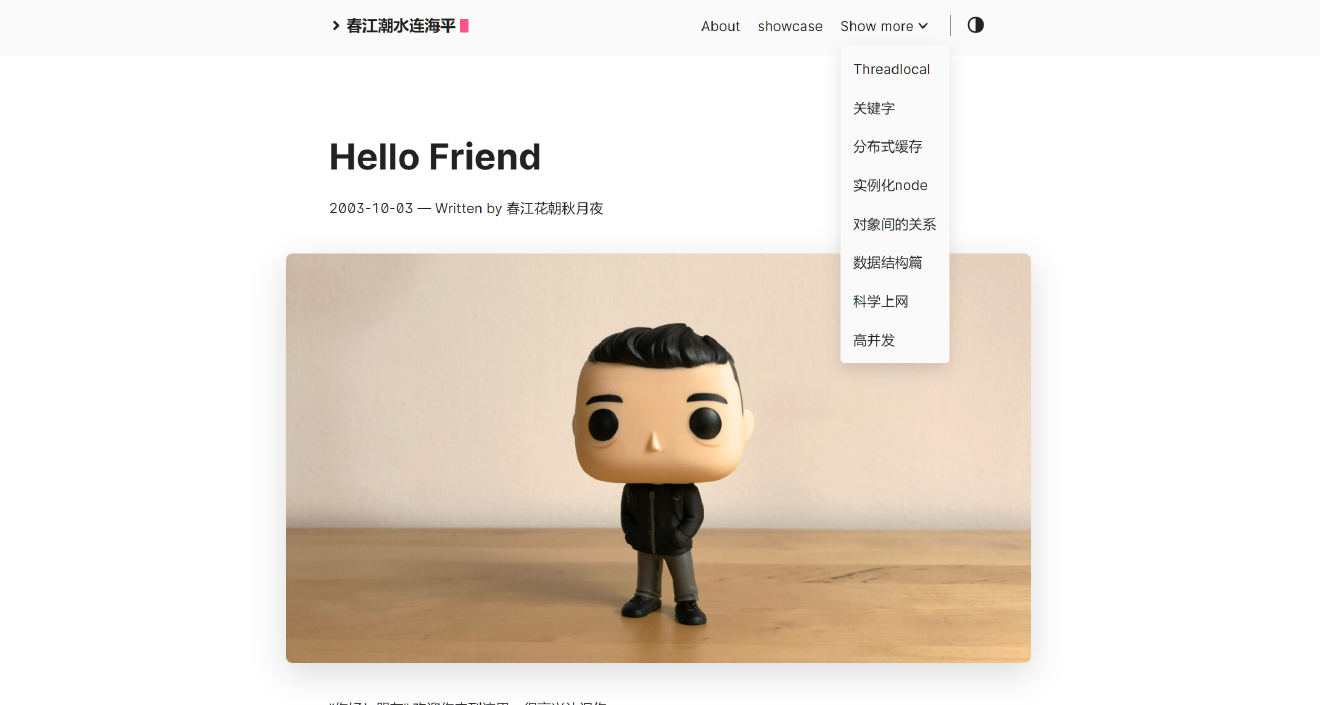 春江潮水连海平
About showcase Show more
Threadlocal
关键字
分布式缓存
实例化node
对象间的关系
数据结构篇
科学上网
高并发
Hello Friend
2003-10-03 — Written by 春江花朝秋月夜